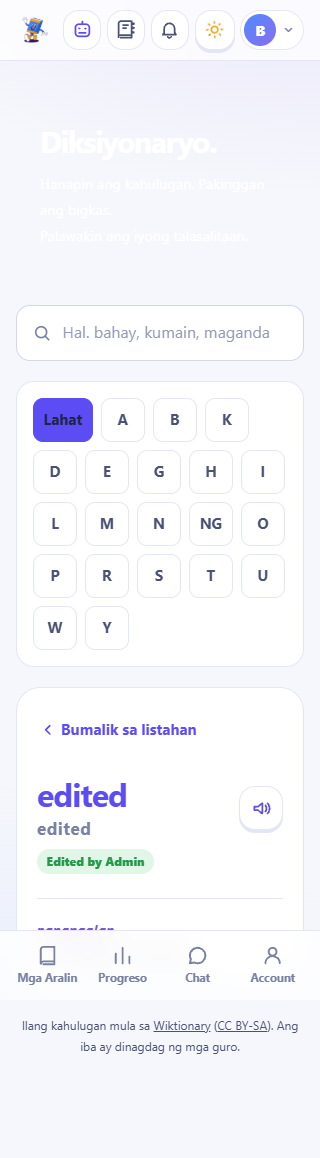 B
Diksiyonaryo.
Hanapin ang kahulugan. Pakinggan
ang bigkas.
Palawakin ang iyong talasalitaan.
Hal. bahay, kumain, maganda
Lahat A B K
D E G H I
L M N NG O
P R S T U
W Y
Bumalik sa listahan
edited
edited
Edited by Admin
Mga Aralin Progreso Chat Account
Ilang kahulugan mula sa Wiktionary (CC BY-SA). Ang
iba ay dinagdag ng mga guro.